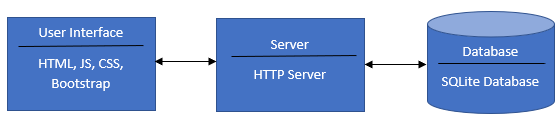 User Interface
HTML, JS, CSS,
Bootstrap
Server
HTTP Server
Database
SQLite Database